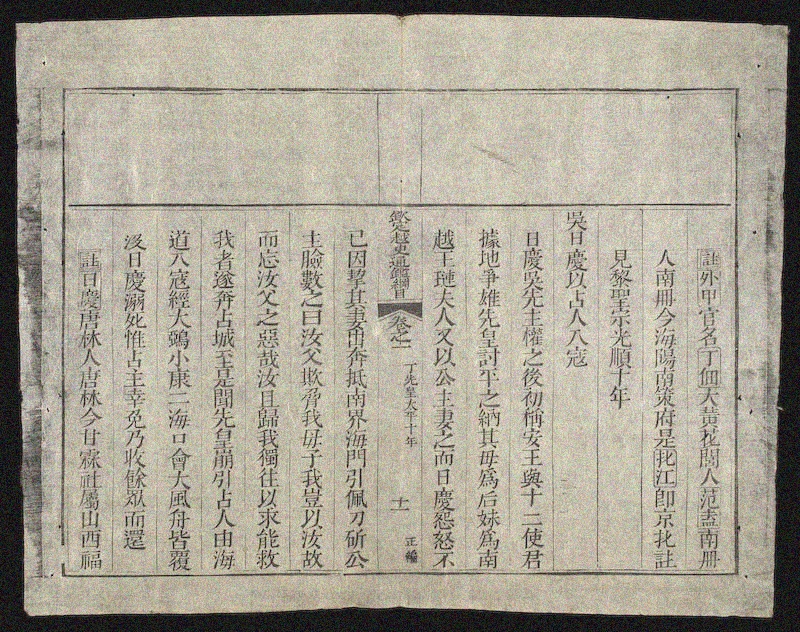 註外甲官名丁佃大黃花閭人范盍南册
人南册今海陽南策府是𤜯江卽京𤜯註
見黎聖宗光順十年
吳日慶以占人入寇
日慶吳先主權之後初稱安王與十二使君
據地爭雄先皇討平之納其母爲后妹爲南
越王璉夫人又以公主妻之而日慶怨怒不
欽定越史通鑑綱目
卷之一 丁先皇太平十年 十一 正編
已因挈其妻出奔抵南界海門引佩刀斫公
主臉數之曰汝父欺脅我母子我豈以汝故
而忘汝父之惡哉汝且歸我獨往以求能救
我者遂奔占城至是聞先皇崩引占人由海
道入寇經大鵶小康二海口會大風舟皆覆
沒日慶溺死惟占主幸免乃收餘眾而還
註日慶唐林人唐林今甘霖社屬山西福